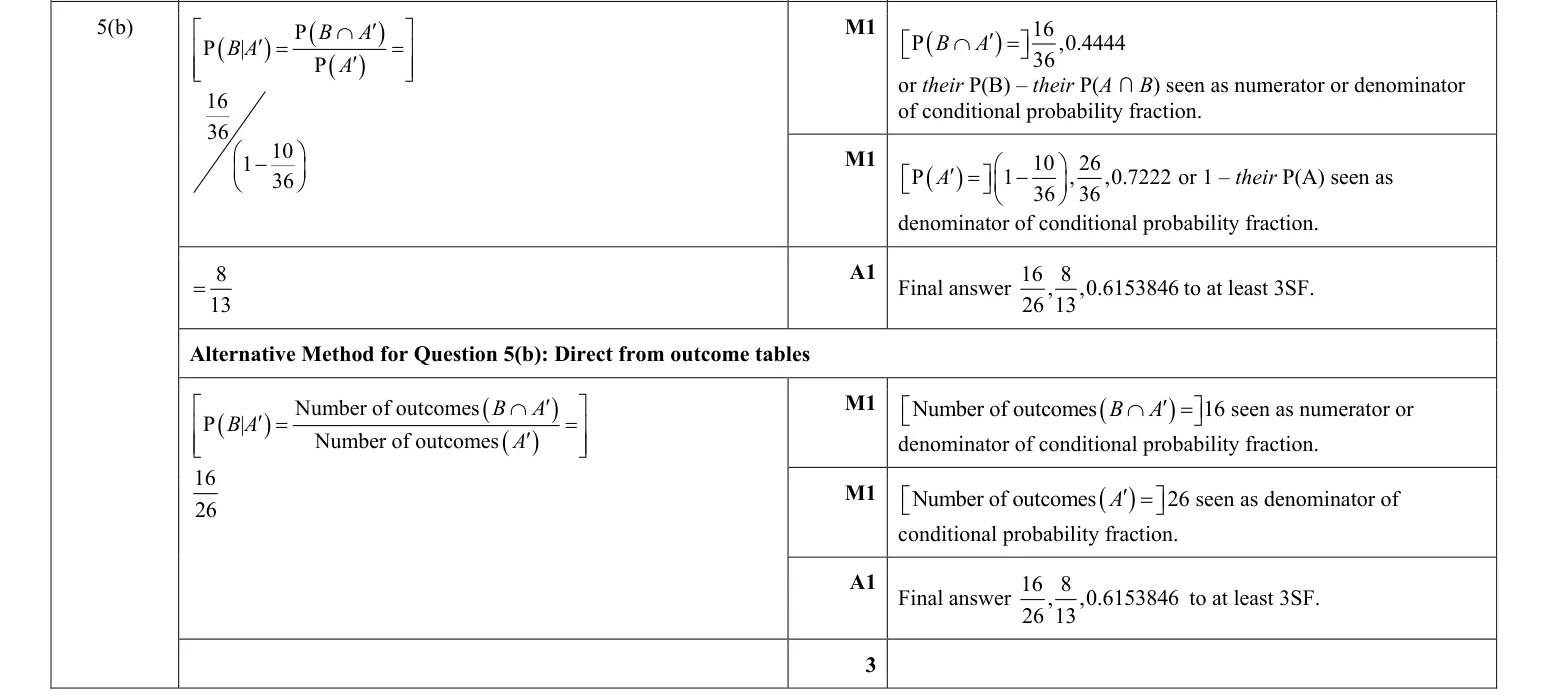 5(b)
[P(B|A′) = P(B ∩ A′) / P(A′) =]
16/36 / (1 − 10/36)
M1
[P(B ∩ A′) =] 16/36, 0.4444
or their P(B) – their P(A ∩ B) seen as numerator or denominator
of conditional probability fraction.
M1
[P(A′) =] (1 − 10/36), 26/36, 0.7222 or 1 – their P(A) seen as
denominator of conditional probability fraction.
= 8/13
A1
Final answer 16/26, 8/13, 0.6153846 to at least 3SF.
Alternative Method for Question 5(b): Direct from outcome tables
[P(B|A′) = Number of outcomes(B ∩ A′) / Number of outcomes(A′) =]
16/26
M1
[Number of outcomes(B ∩ A′) =] 16 seen as numerator or
denominator of conditional probability fraction.
M1
[Number of outcomes(A′) =] 26 seen as denominator of
conditional probability fraction.
A1
Final answer 16/26, 8/13, 0.6153846 to at least 3SF.
3